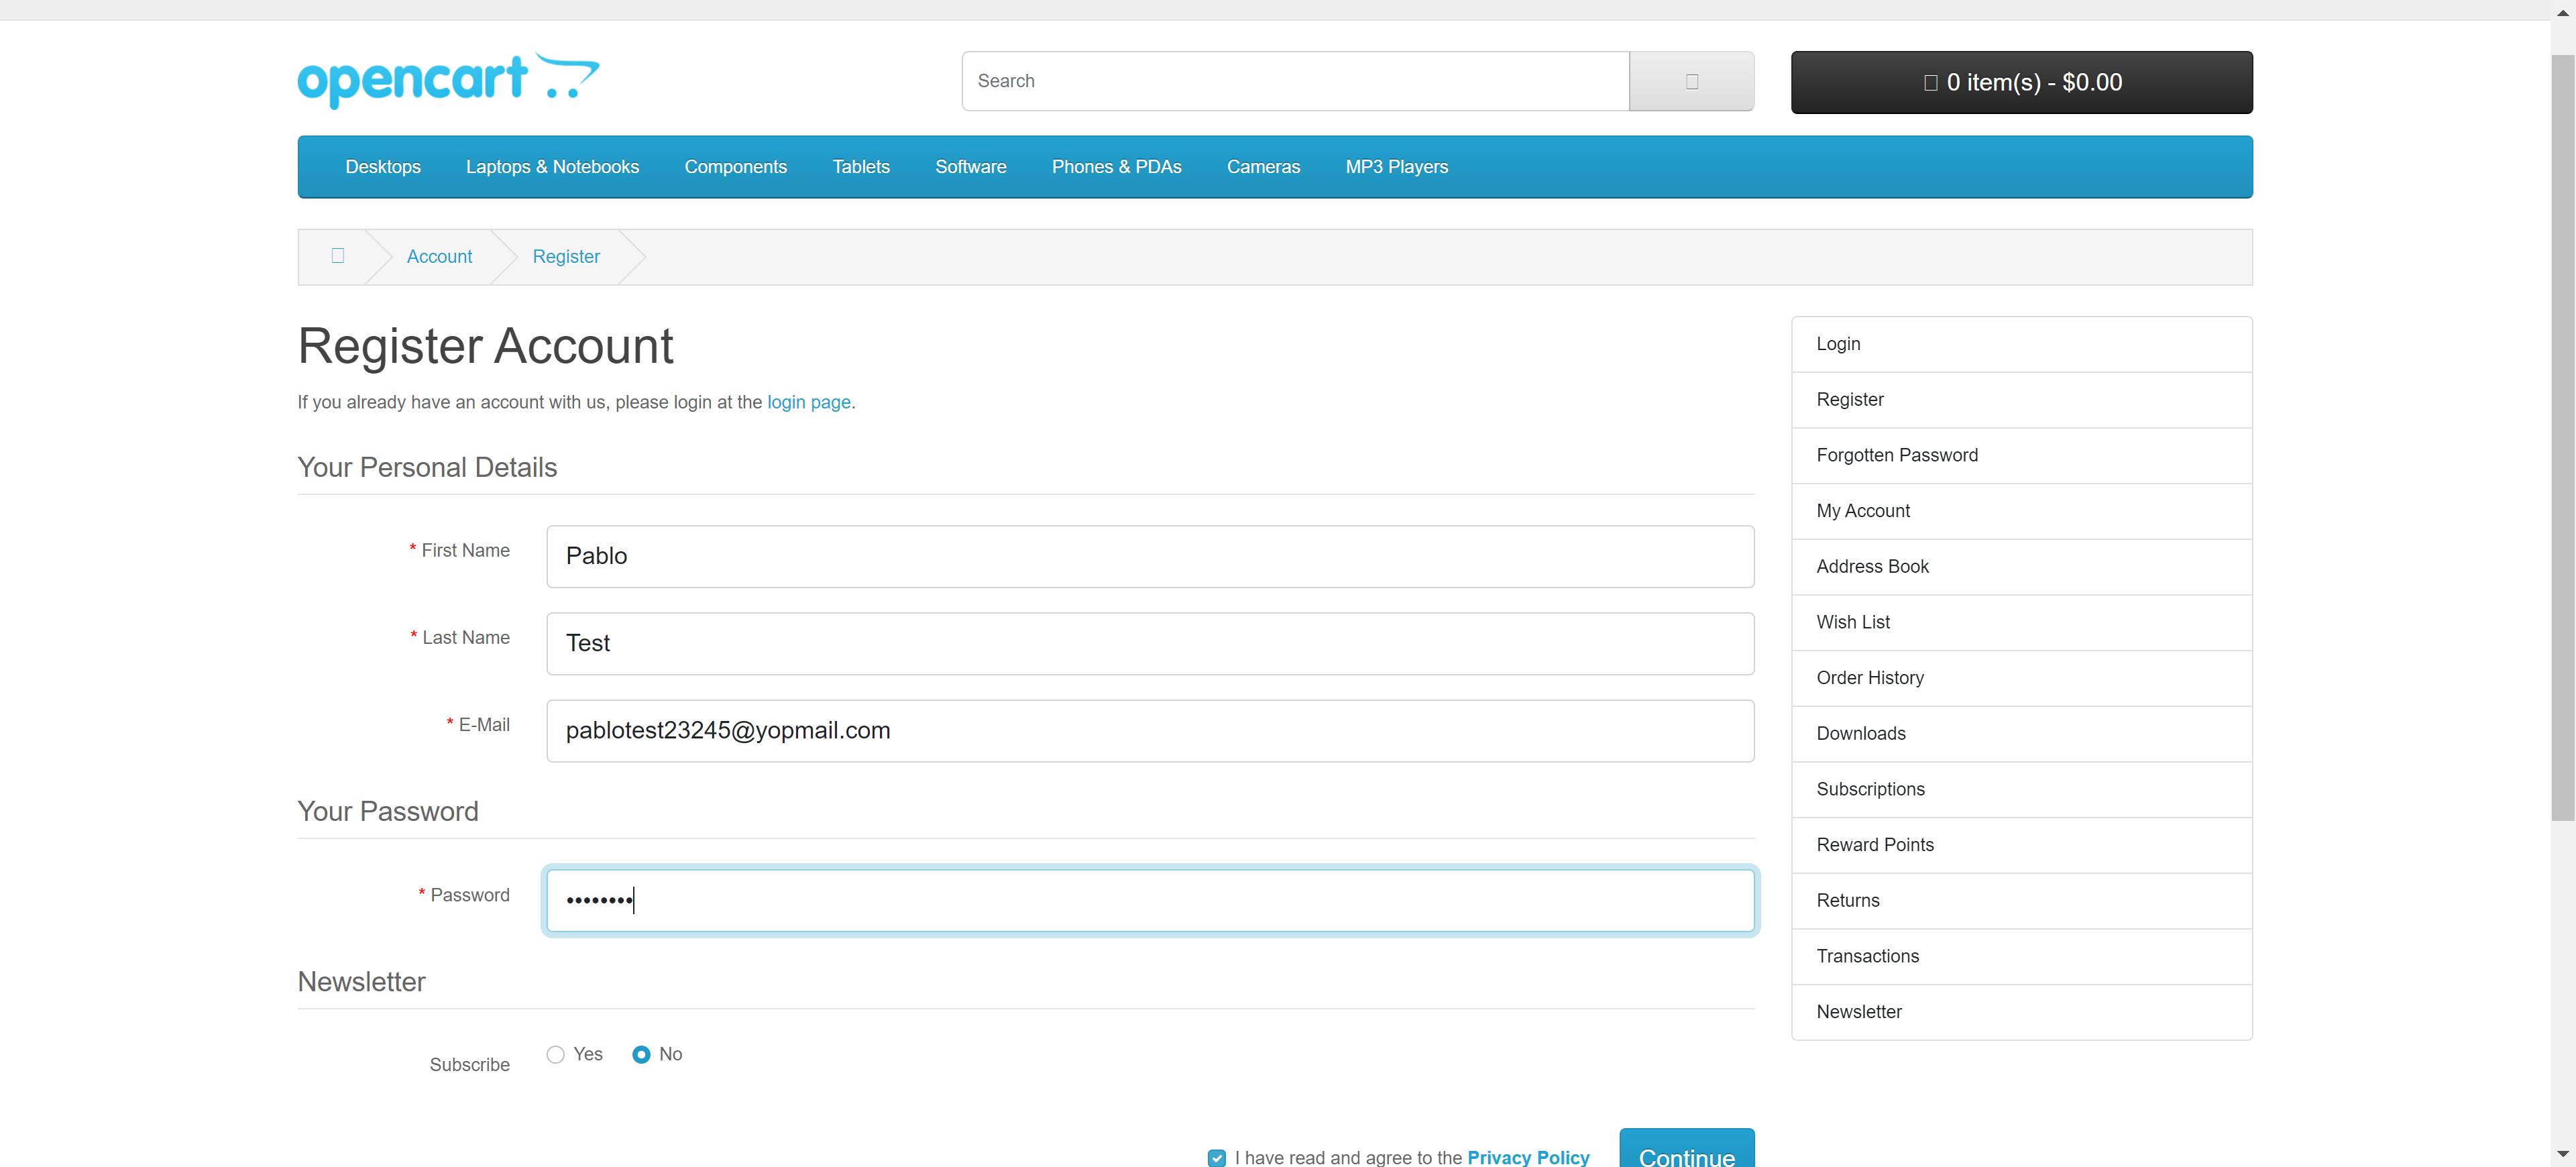 opencart
Search
0 item(s) - $0.00
Desktops Laptops & Notebooks Components Tablets Software Phones & PDAs Cameras MP3 Players
Account Register
Register Account
If you already have an account with us, please login at the login page.
Your Personal Details
* First Name Pablo
* Last Name Test
* E-Mail pablotest23245@yopmail.com
Your Password
* Password ••••••••
Newsletter
Subscribe Yes No
I have read and agree to the Privacy Policy Continue
Login
Register
Forgotten Password
My Account
Address Book
Wish List
Order History
Downloads
Subscriptions
Reward Points
Returns
Transactions
Newsletter